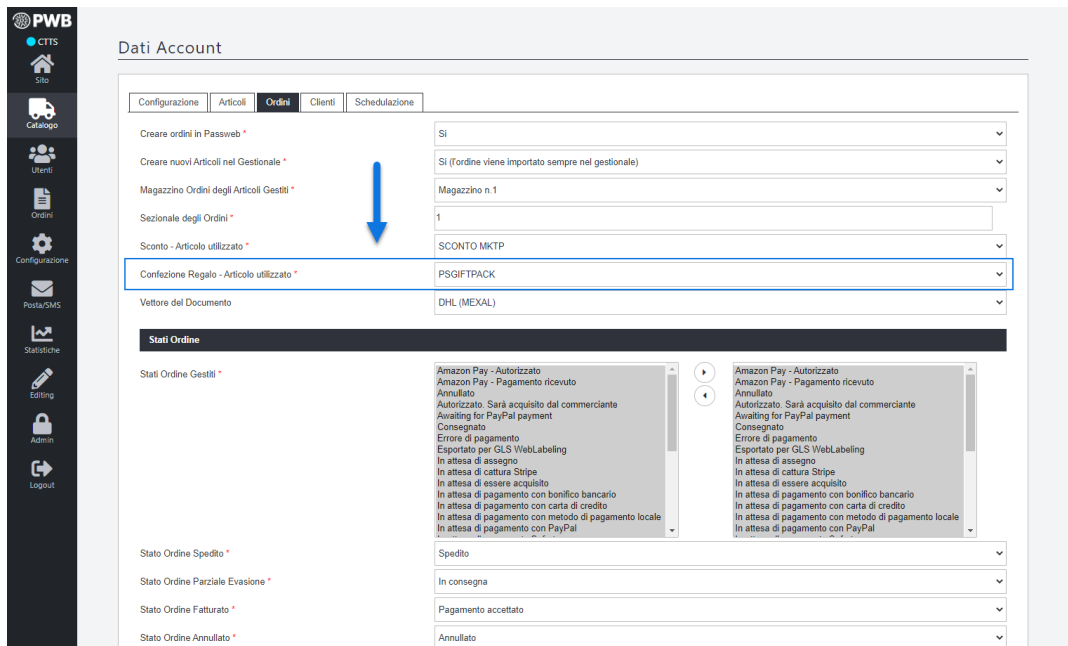 PWB
CTTS
Sito
Catalogo
Utenti
Ordini
Configurazione
Posta/SMS
Statistiche
Editing
Admin
Logout
Dati Account
Configurazione Articoli Ordini Clienti Schedulazione
Creare ordini in Passweb * Si
Creare nuovi Articoli nel Gestionale * Si (l'ordine viene importato sempre nel gestionale)
Magazzino Ordini degli Articoli Gestiti * Magazzino n.1
Sezionale degli Ordini * 1
Sconto - Articolo utilizzato * SCONTO MKTP
Confezione Regalo - Articolo utilizzato * PSGIFTPACK
Vettore del Documento DHL (MEXAL)
Stati Ordine
Stati Ordine Gestiti *
Amazon Pay - Autorizzato
Amazon Pay - Pagamento ricevuto
Annullato
Autorizzato. Sarà acquisito dal commerciante
Awaiting for PayPal payment
Consegnato
Errore di pagamento
Esportato per GLS WebLabeling
In attesa di assegno
In attesa di cattura Stripe
In attesa di essere acquisito
In attesa di pagamento con bonifico bancario
In attesa di pagamento con carta di credito
In attesa di pagamento con metodo di pagamento locale
In attesa di pagamento con PayPal
Amazon Pay - Autorizzato
Amazon Pay - Pagamento ricevuto
Annullato
Autorizzato. Sarà acquisito dal commerciante
Awaiting for PayPal payment
Consegnato
Errore di pagamento
Esportato per GLS WebLabeling
In attesa di assegno
In attesa di cattura Stripe
In attesa di essere acquisito
In attesa di pagamento con bonifico bancario
In attesa di pagamento con carta di credito
In attesa di pagamento con metodo di pagamento locale
In attesa di pagamento con PayPal
Stato Ordine Spedito * Spedito
Stato Ordine Parziale Evasione * In consegna
Stato Ordine Fatturato * Pagamento accettato
Stato Ordine Annullato * Annullato